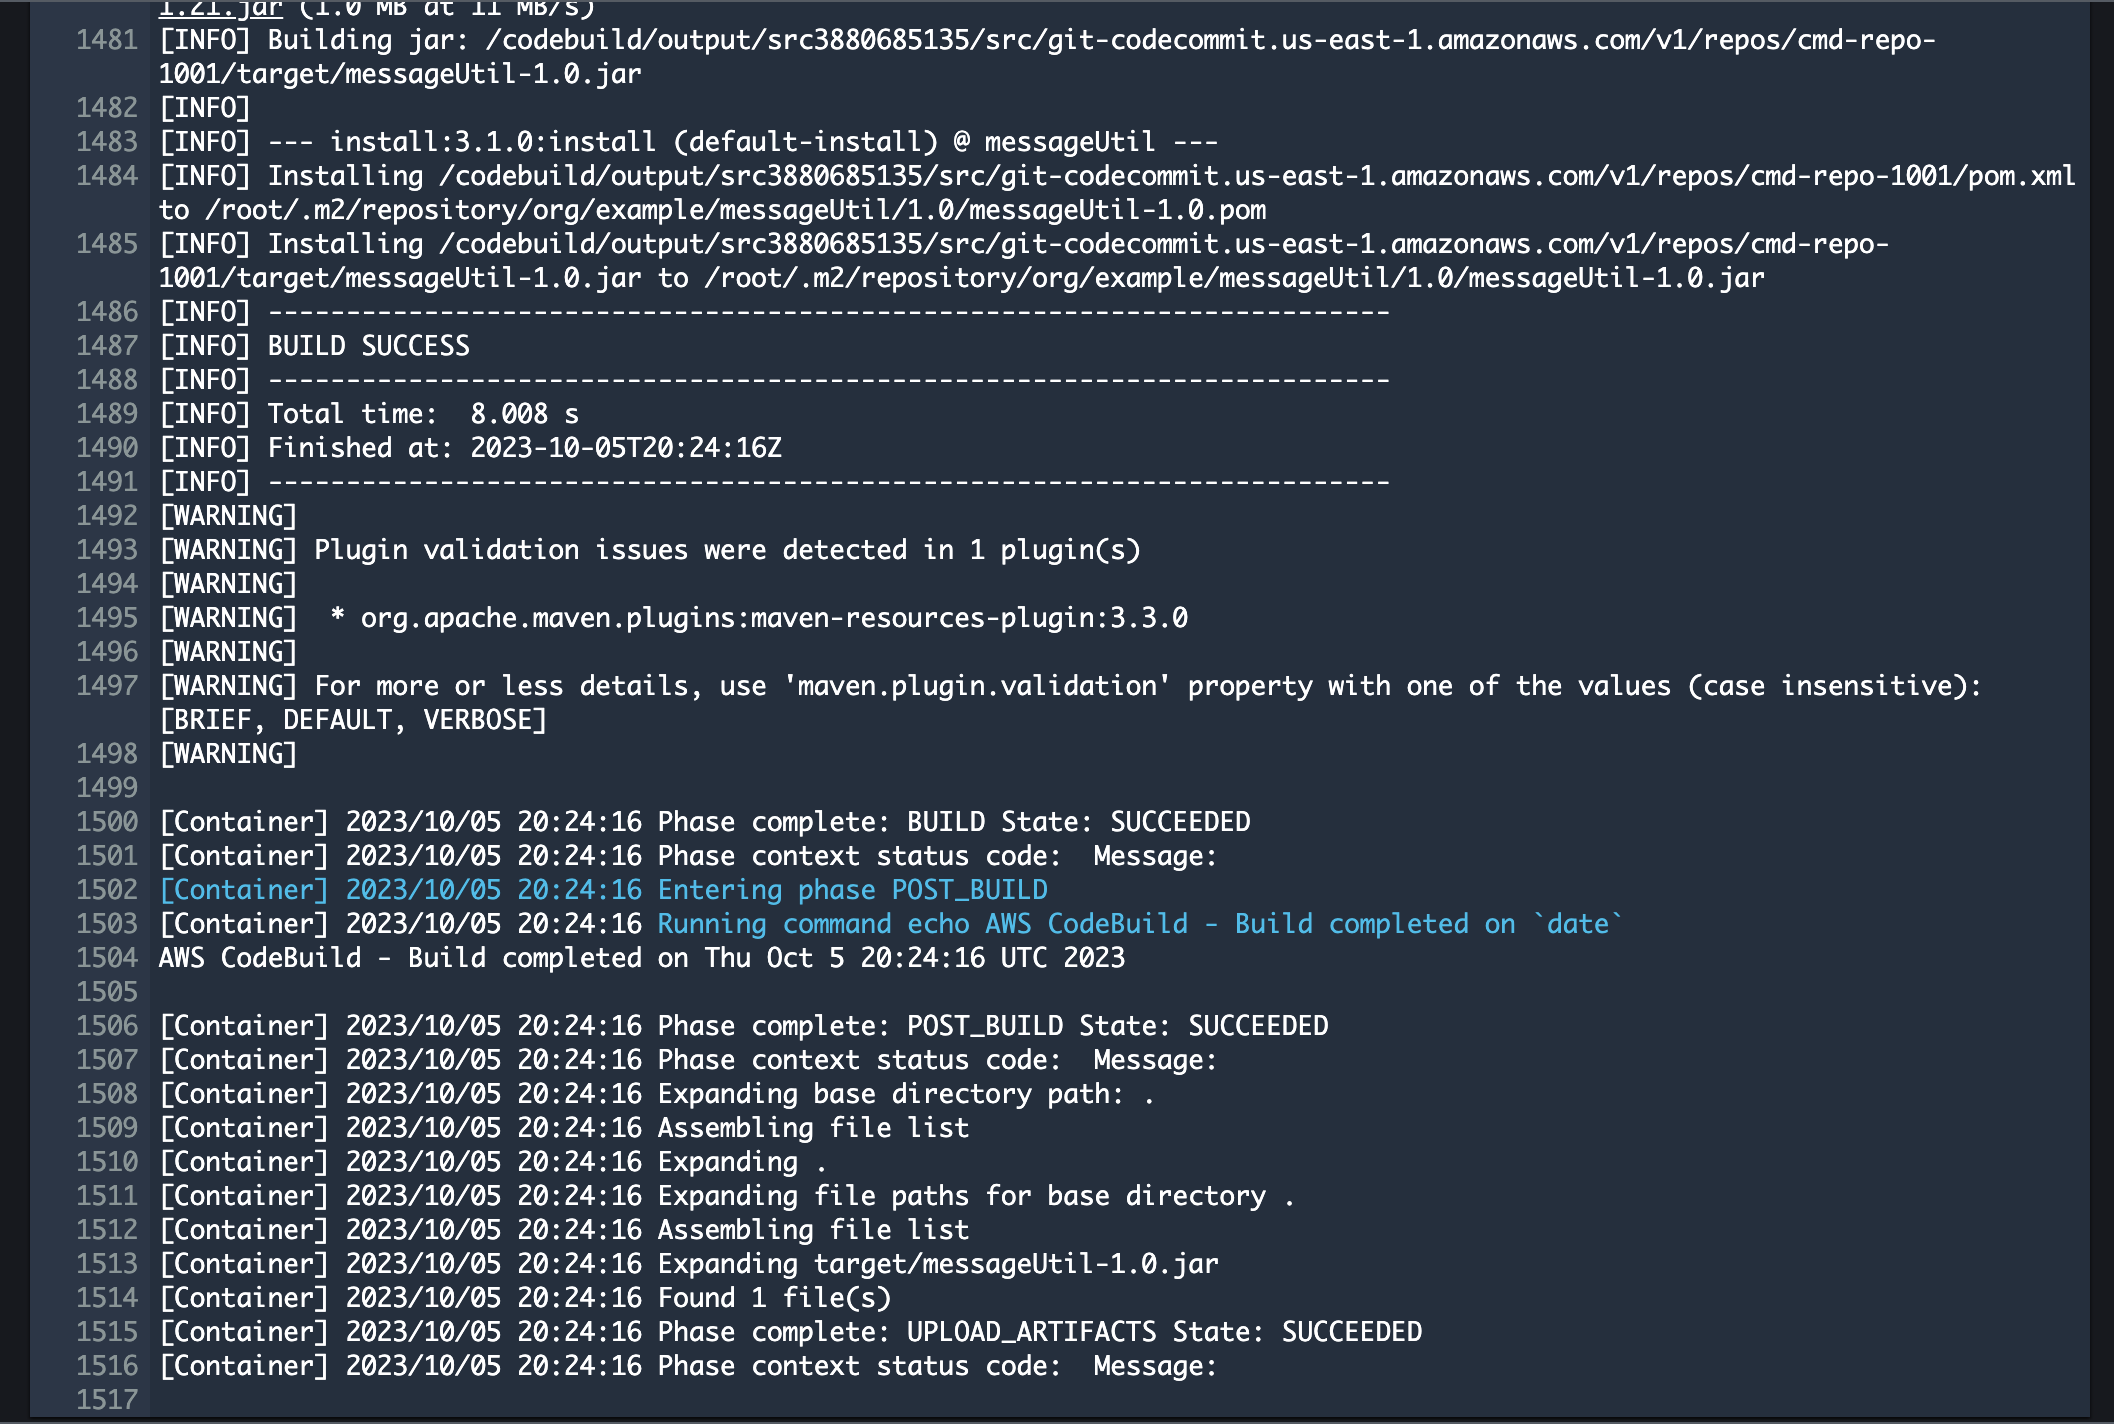 1.21.jar (1.0 MB at 11 MB/s)
1481 [INFO] Building jar: /codebuild/output/src3880685135/src/git-codecommit.us-east-1.amazonaws.com/v1/repos/cmd-repo-
1001/target/messageUtil-1.0.jar
1482 [INFO]
1483 [INFO] --- install:3.1.0:install (default-install) @ messageUtil ---
1484 [INFO] Installing /codebuild/output/src3880685135/src/git-codecommit.us-east-1.amazonaws.com/v1/repos/cmd-repo-1001/pom.xml
to /root/.m2/repository/org/example/messageUtil/1.0/messageUtil-1.0.pom
1485 [INFO] Installing /codebuild/output/src3880685135/src/git-codecommit.us-east-1.amazonaws.com/v1/repos/cmd-repo-
1001/target/messageUtil-1.0.jar to /root/.m2/repository/org/example/messageUtil/1.0/messageUtil-1.0.jar
1486 [INFO] ------------------------------------------------------------------------
1487 [INFO] BUILD SUCCESS
1488 [INFO] ------------------------------------------------------------------------
1489 [INFO] Total time:  8.008 s
1490 [INFO] Finished at: 2023-10-05T20:24:16Z
1491 [INFO] ------------------------------------------------------------------------
1492 [WARNING]
1493 [WARNING] Plugin validation issues were detected in 1 plugin(s)
1494 [WARNING]
1495 [WARNING]  * org.apache.maven.plugins:maven-resources-plugin:3.3.0
1496 [WARNING]
1497 [WARNING] For more or less details, use 'maven.plugin.validation' property with one of the values (case insensitive):
[BRIEF, DEFAULT, VERBOSE]
1498 [WARNING]
1499
1500 [Container] 2023/10/05 20:24:16 Phase complete: BUILD State: SUCCEEDED
1501 [Container] 2023/10/05 20:24:16 Phase context status code:  Message:
1502 [Container] 2023/10/05 20:24:16 Entering phase POST_BUILD
1503 [Container] 2023/10/05 20:24:16 Running command echo AWS CodeBuild - Build completed on `date`
1504 AWS CodeBuild - Build completed on Thu Oct 5 20:24:16 UTC 2023
1505
1506 [Container] 2023/10/05 20:24:16 Phase complete: POST_BUILD State: SUCCEEDED
1507 [Container] 2023/10/05 20:24:16 Phase context status code:  Message:
1508 [Container] 2023/10/05 20:24:16 Expanding base directory path: .
1509 [Container] 2023/10/05 20:24:16 Assembling file list
1510 [Container] 2023/10/05 20:24:16 Expanding .
1511 [Container] 2023/10/05 20:24:16 Expanding file paths for base directory .
1512 [Container] 2023/10/05 20:24:16 Assembling file list
1513 [Container] 2023/10/05 20:24:16 Expanding target/messageUtil-1.0.jar
1514 [Container] 2023/10/05 20:24:16 Found 1 file(s)
1515 [Container] 2023/10/05 20:24:16 Phase complete: UPLOAD_ARTIFACTS State: SUCCEEDED
1516 [Container] 2023/10/05 20:24:16 Phase context status code:  Message:
1517